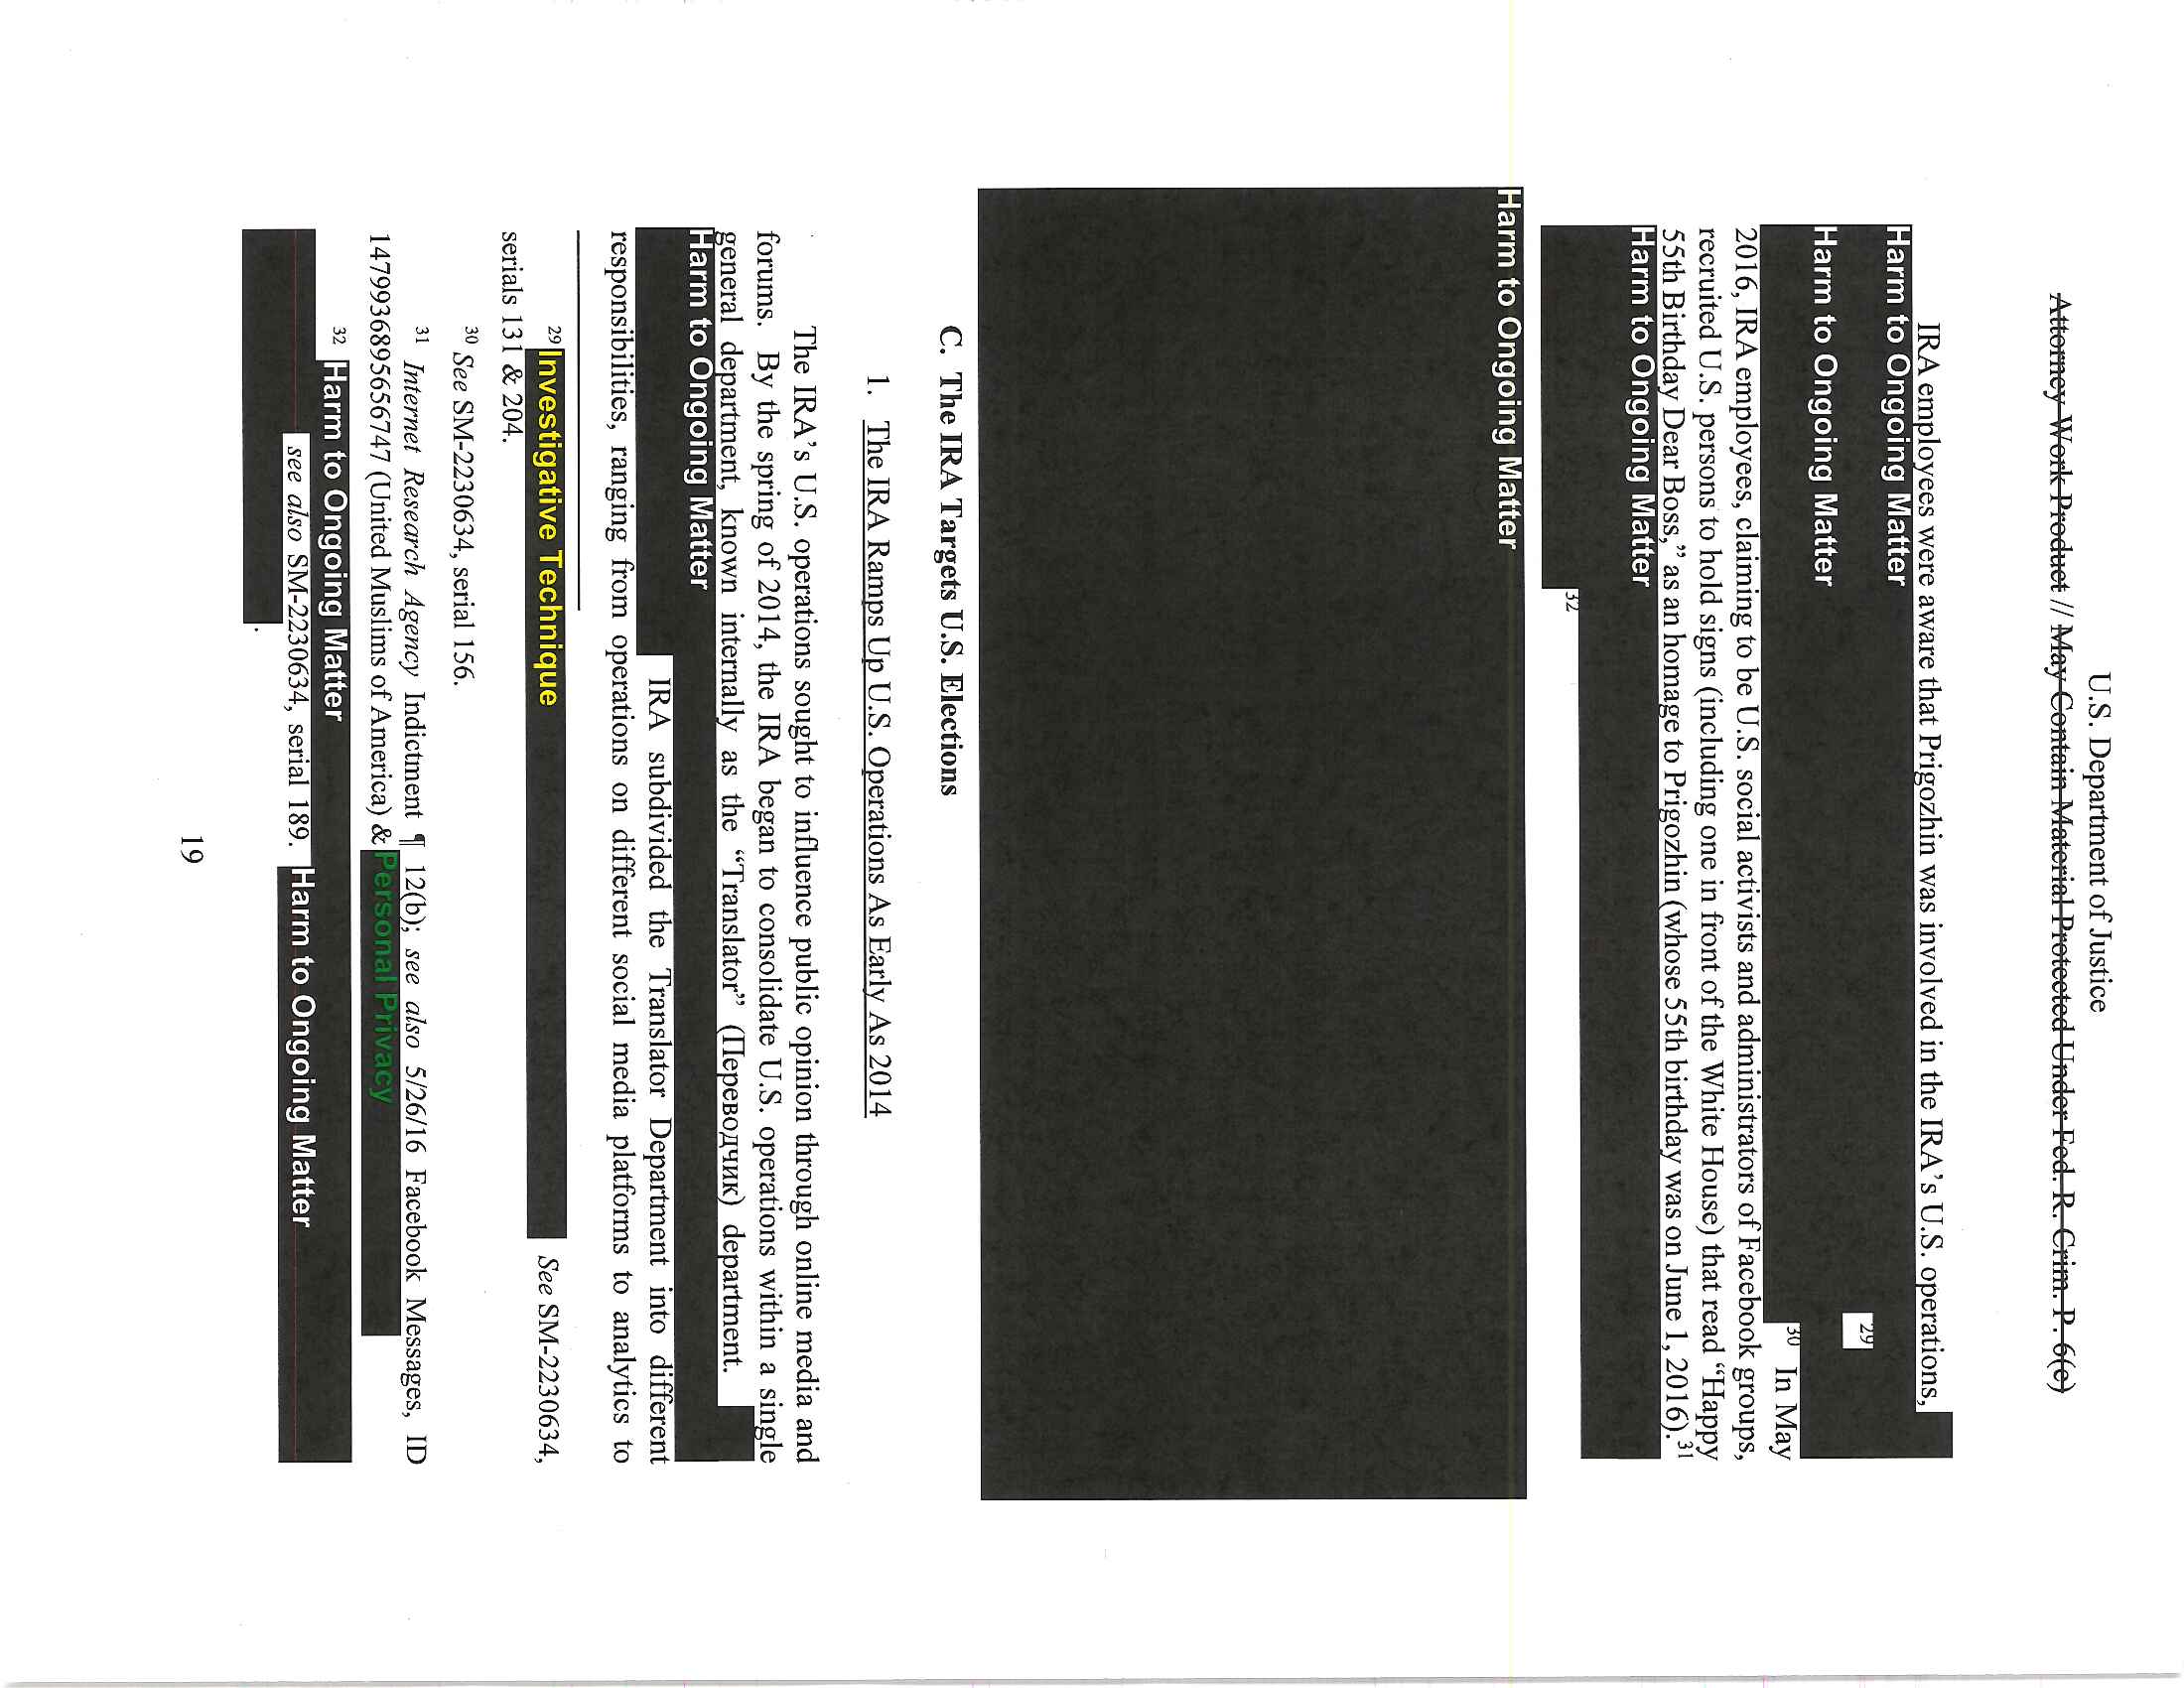 U.S. Department of Justice
Attorney Work Product // May Contain Material Protected Under Fed. R. Crim. P. 6(e)
IRA employees were aware that Prigozhin was involved in the IRA's U.S. operations,
Harm to Ongoing Matter
29
Harm to Ongoing Matter
30 In May
2016, IRA employees, claiming to be U.S. social activists and administrators of Facebook groups,
recruited U.S. persons to hold signs (including one in front of the White House) that read "Happy
55th Birthday Dear Boss," as an homage to Prigozhin (whose 55th birthday was on June 1, 2016).31
Harm to Ongoing Matter
32
Harm to Ongoing Matter
C. The IRA Targets U.S. Elections
1. The IRA Ramps Up U.S. Operations As Early As 2014
The IRA's U.S. operations sought to influence public opinion through online media and
forums. By the spring of 2014, the IRA began to consolidate U.S. operations within a single
general department, known internally as the "Translator" (Переводчик) department.
Harm to Ongoing Matter
IRA subdivided the Translator Department into different
responsibilities, ranging from operations on different social media platforms to analytics to
29 Investigative Technique See SM-2230634,
serials 131 & 204.
30 See SM-2230634, serial 156.
31 Internet Research Agency Indictment ¶ 12(b); see also 5/26/16 Facebook Messages, ID
1479936895656747 (United Muslims of America) & Personal Privacy
32 Harm to Ongoing Matter
see also SM-2230634, serial 189. Harm to Ongoing Matter
.
19